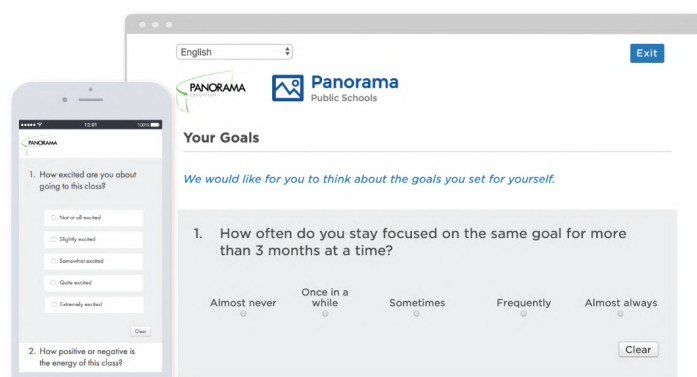 English
Exit
PANORAMA
EDUCATION
Panorama
Public Schools
Your Goals
We would like for you to think about the goals you set for yourself.
1. How often do you stay focused on the same goal for more
than 3 months at a time?
Almost never
Once in a
while
Sometimes
Frequently
Almost always
Clear
12:01
100%
PANORAMA
1. How excited are you about
going to this class?
Not at all excited
Slightly excited
Somewhat excited
Quite excited
Extremely excited
Clear
2. How positive or negative is
the energy of this class?